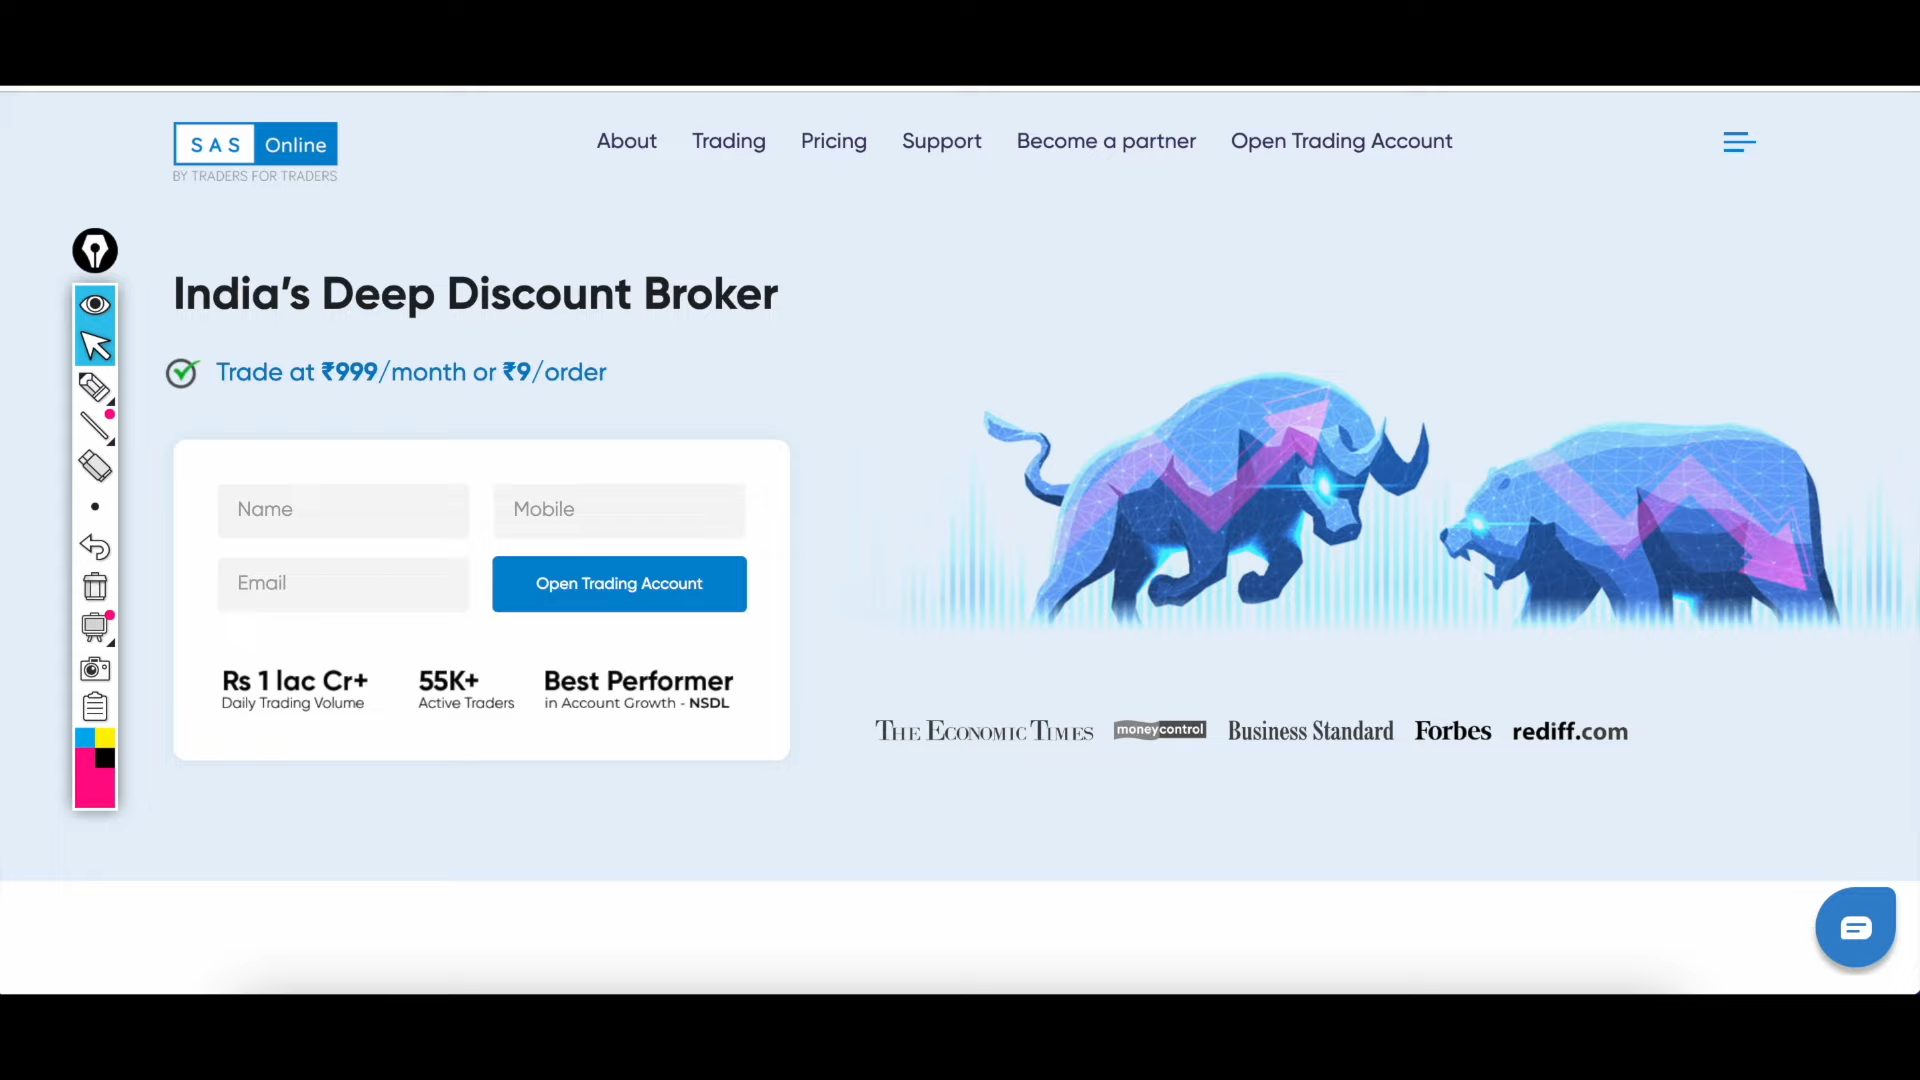 S A S Online
BY TRADERS FOR TRADERS
About Trading Pricing Support Become a partner Open Trading Account
India's Deep Discount Broker
Trade at ₹999/month or ₹9/order
Name Mobile
Email Open Trading Account
Rs 1 lac Cr+ 55K+ Best Performer
Daily Trading Volume Active Traders in Account Growth - NSDL
THE ECONOMIC TIMES moneycontrol Business Standard Forbes rediff.com